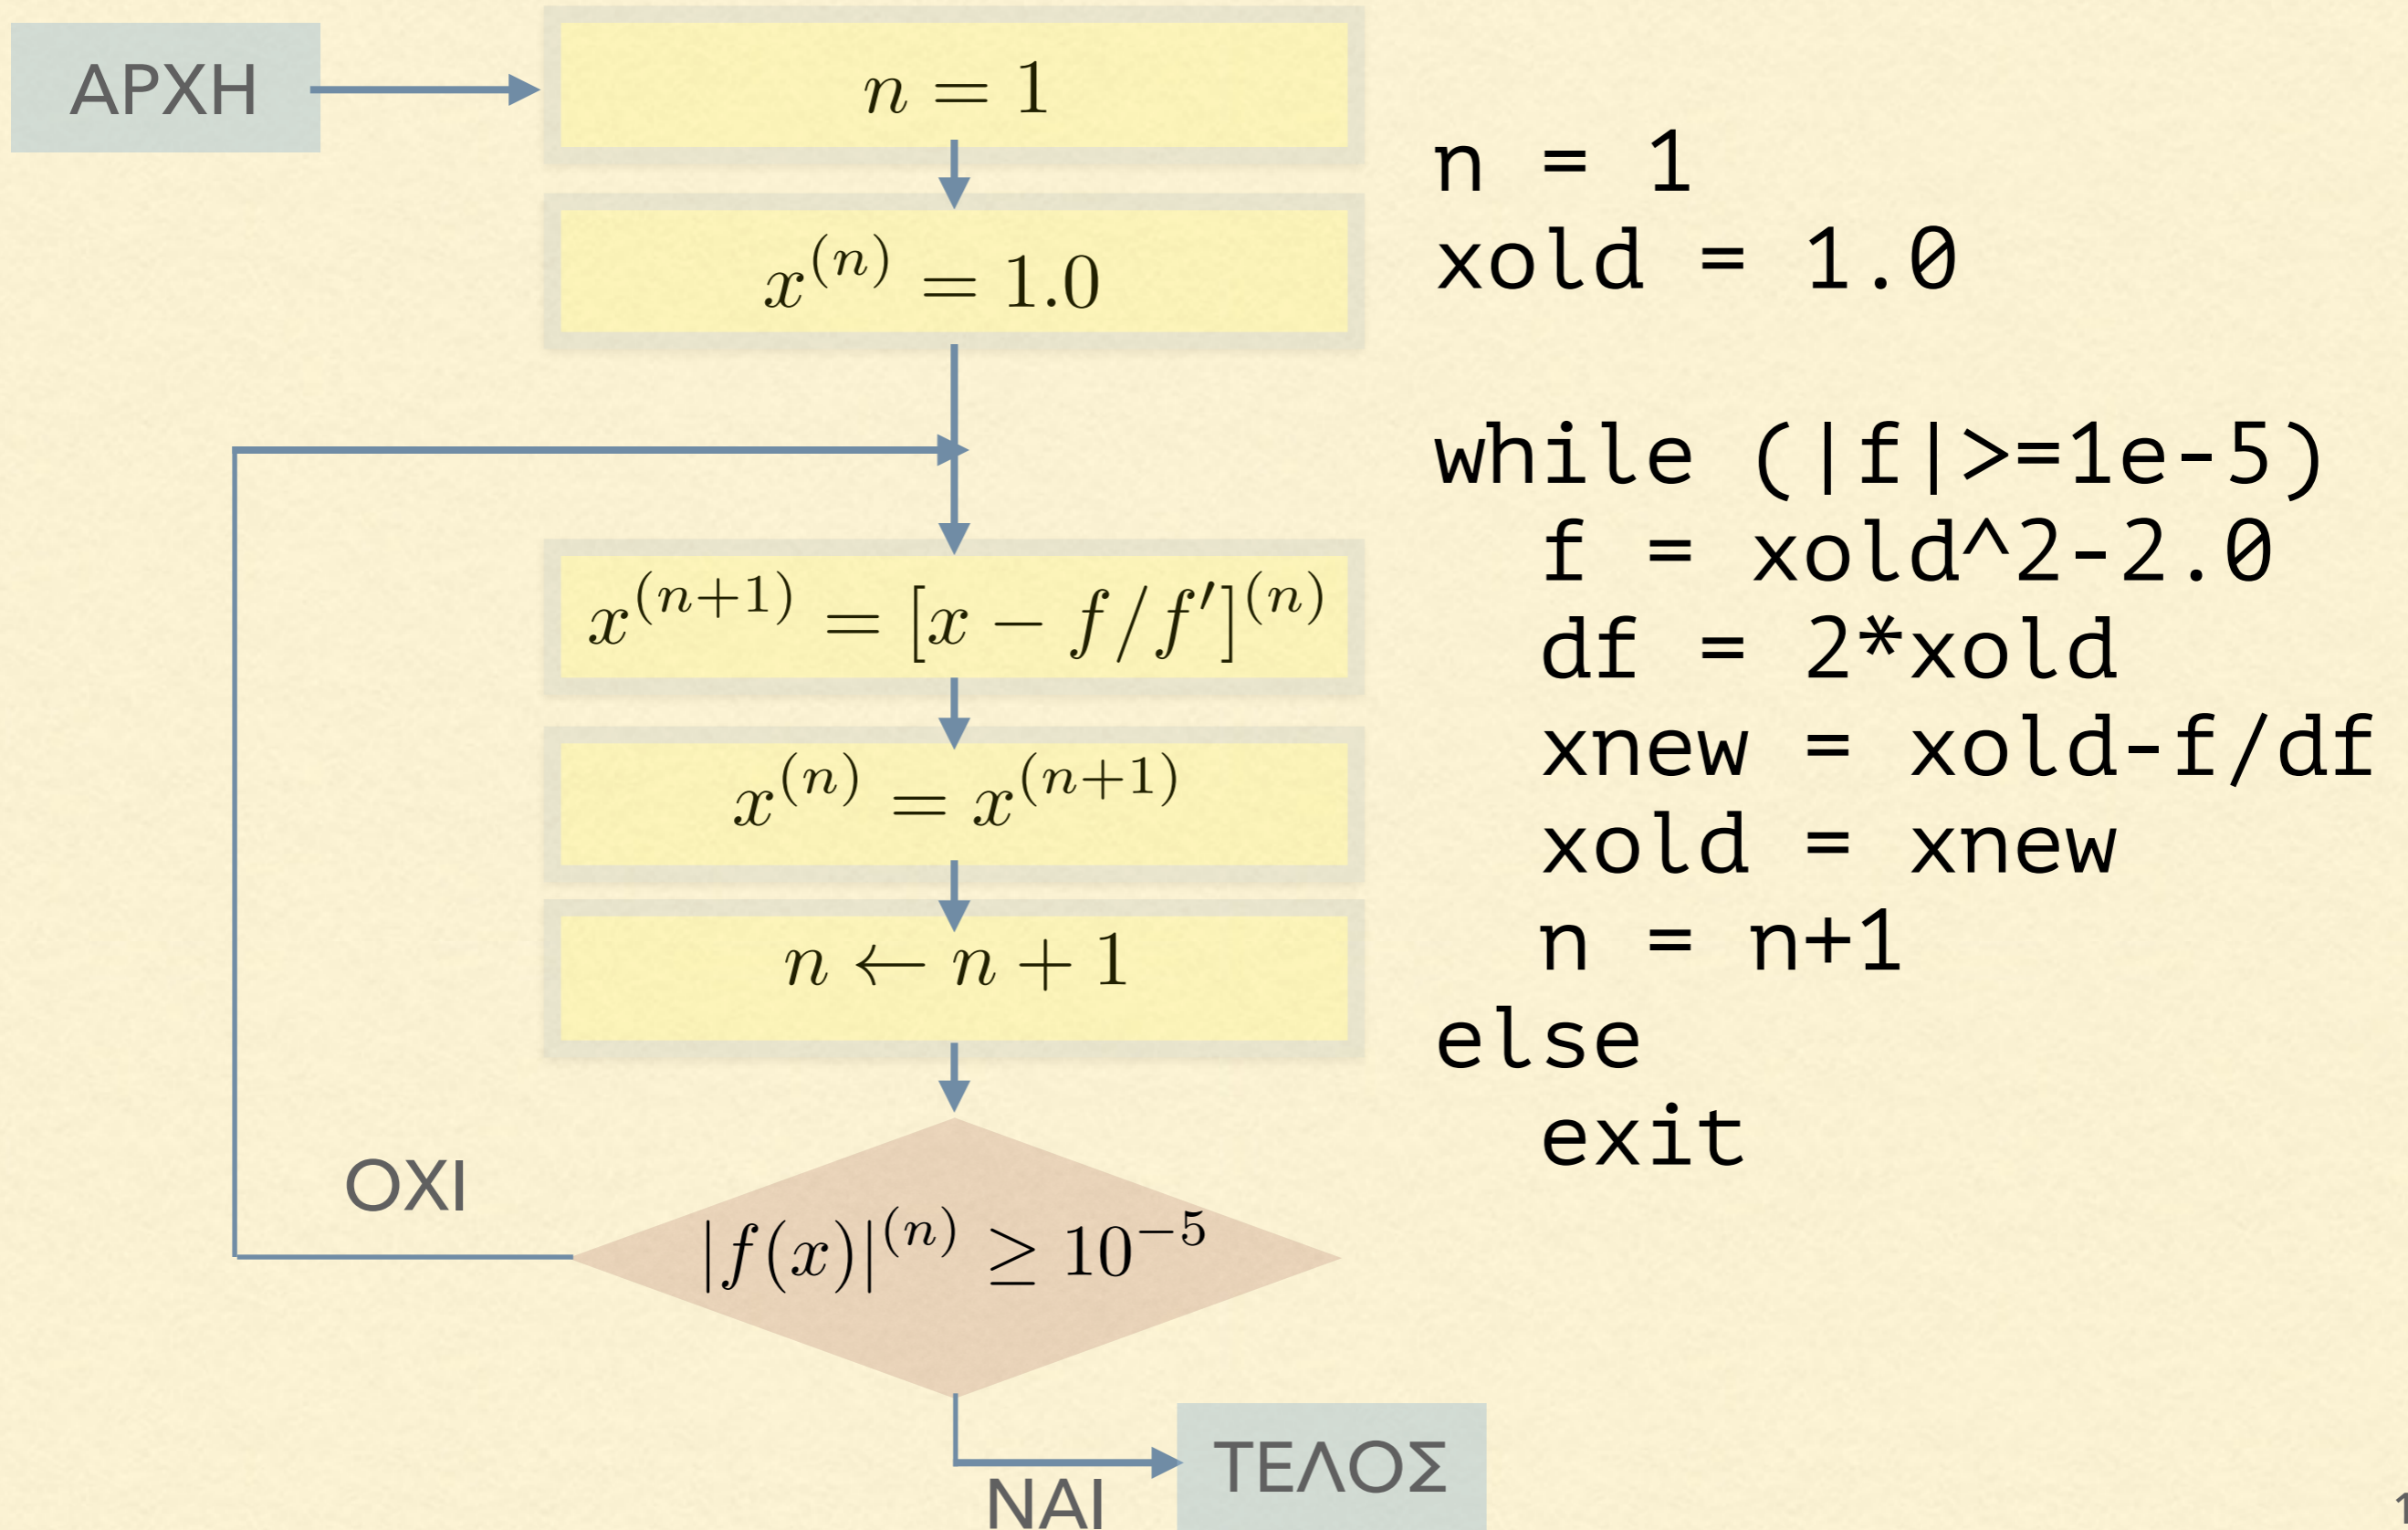 ΑΡΧΗ
n = 1
x^{(n)} = 1.0
x^{(n+1)} = [x − f/f′]^{(n)}
x^{(n)} = x^{(n+1)}
n ← n + 1
ΟΧΙ
|f(x)|^{(n)} ≥ 10^{−5}
ΝΑΙ
ΤΕΛΟΣ
n = 1
xold = 1.0
while (|f|>=1e-5)
f = xold^2-2.0
df = 2*xold
xnew = xold-f/df
xold = xnew
n = n+1
else
exit